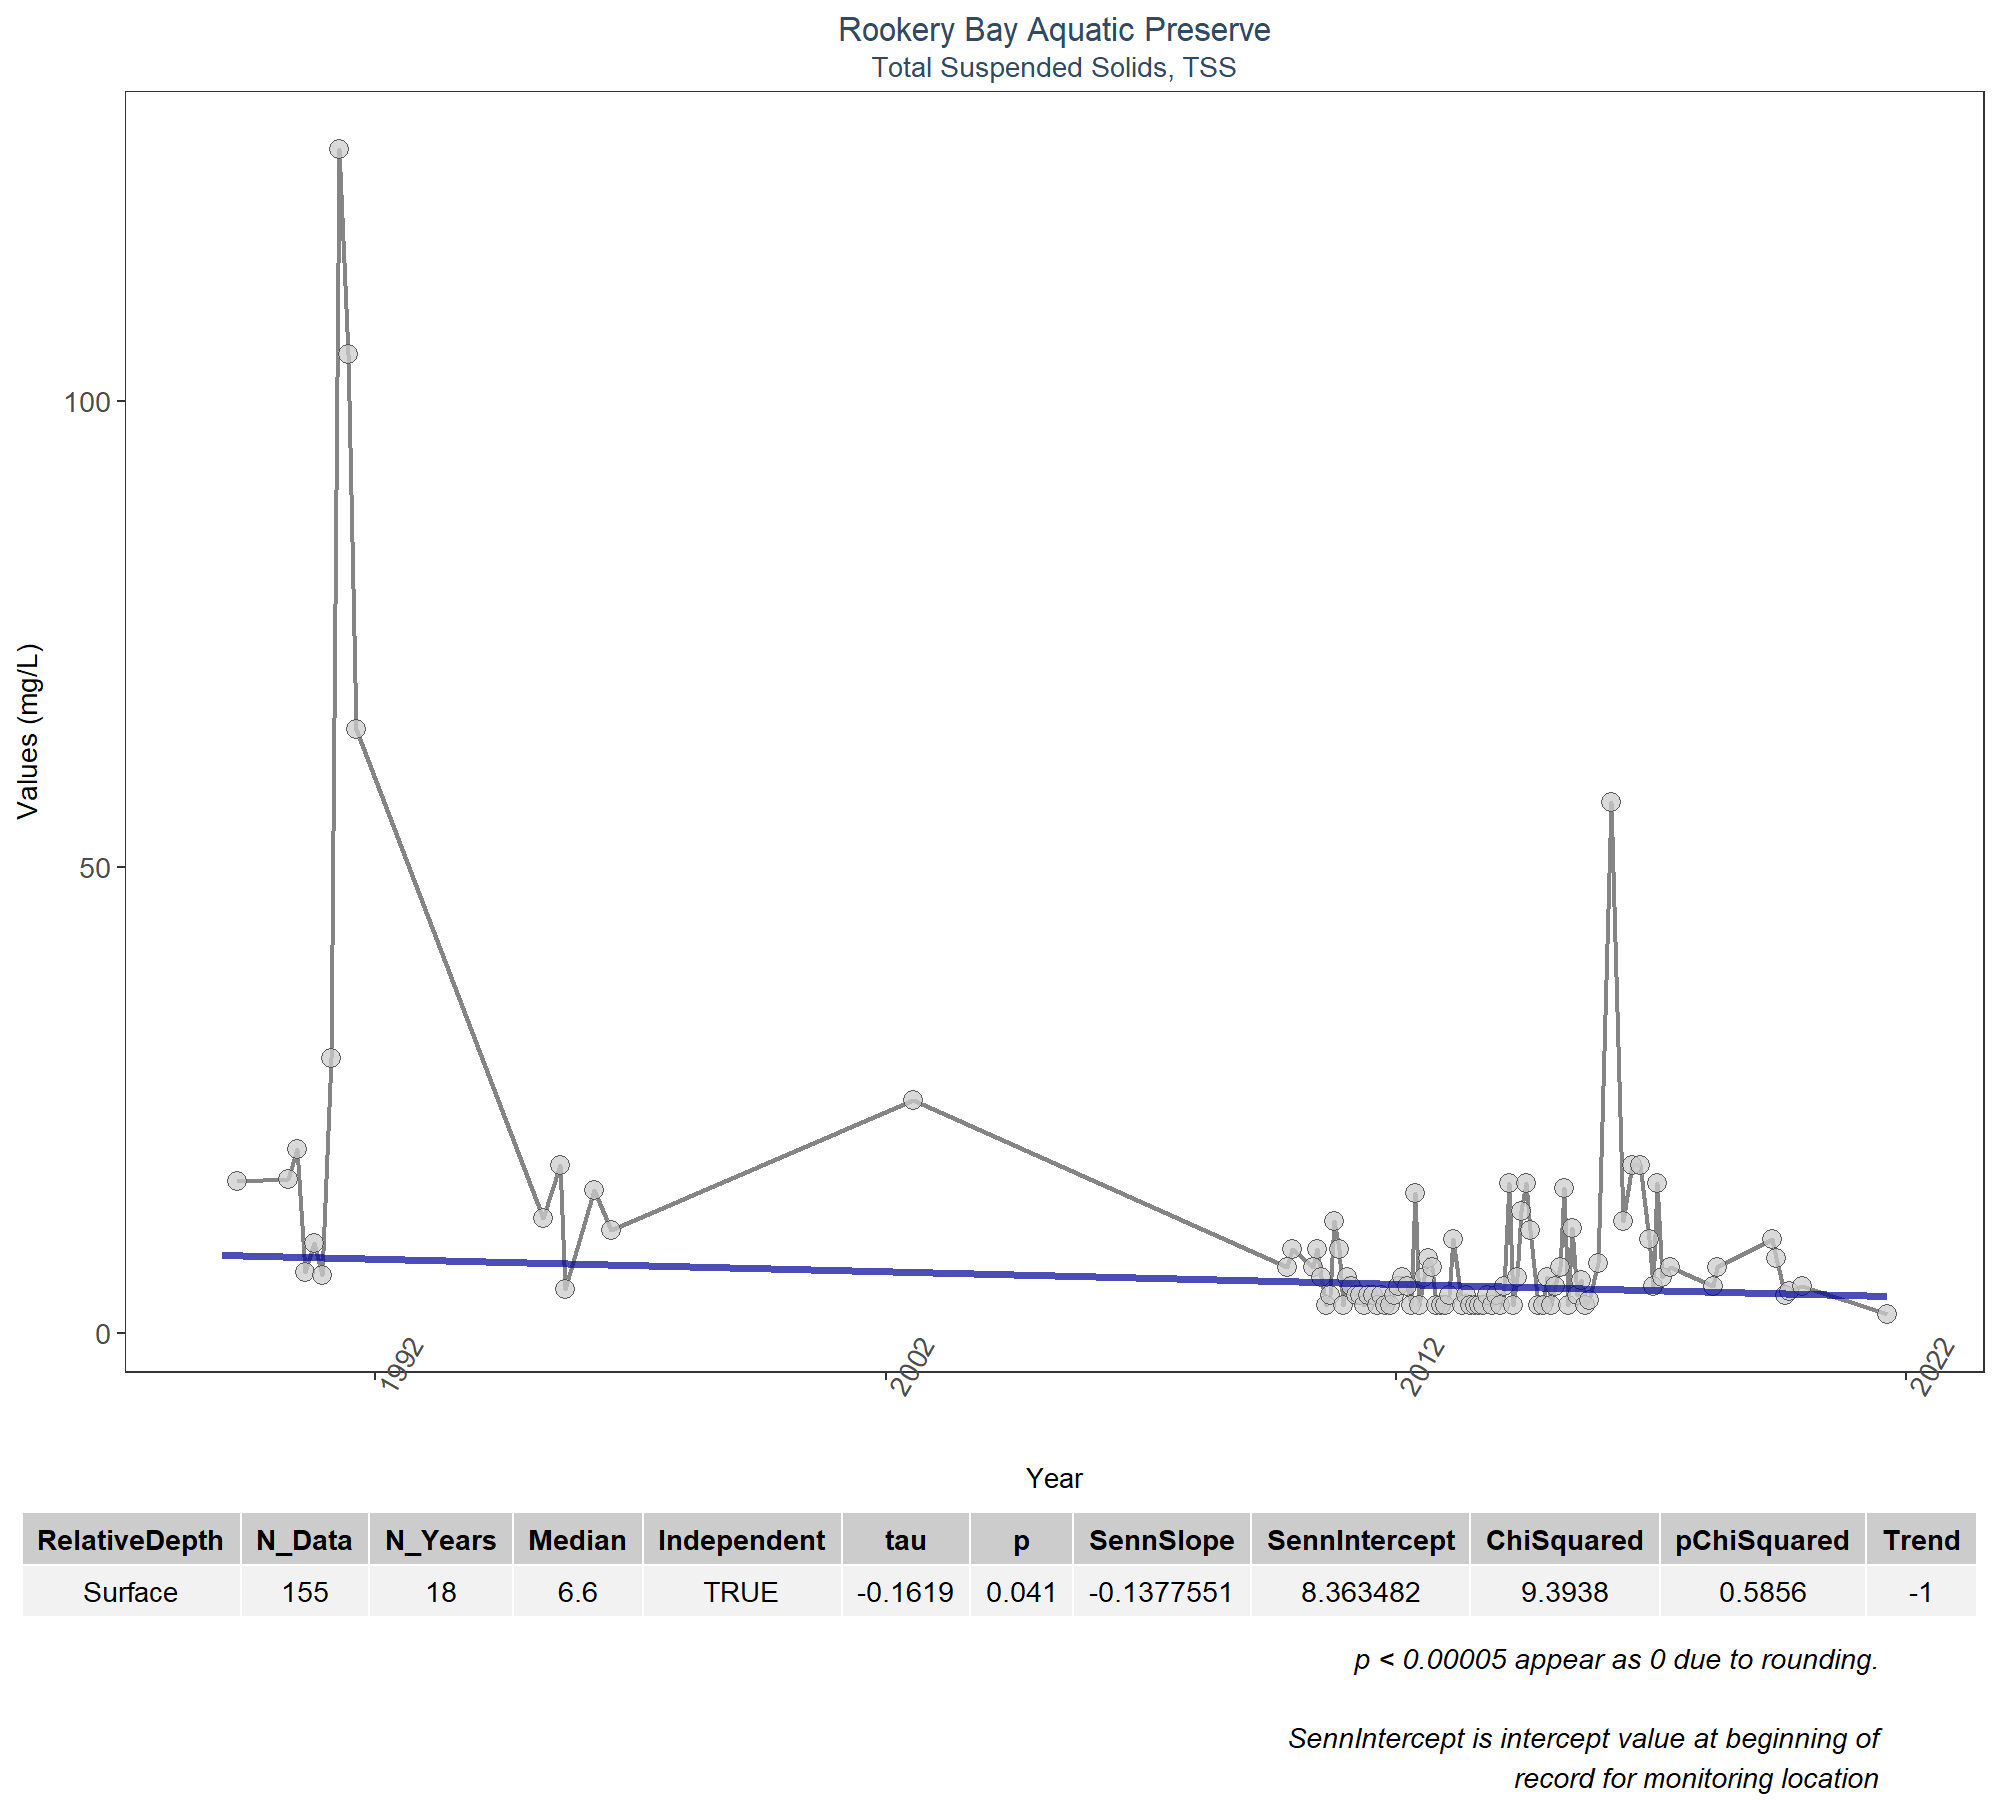 Rookery Bay Aquatic Preserve
Total Suspended Solids, TSS
Values (mg/L)
100
50
0
1992 2002 2012 2022
Year
RelativeDepth N_Data N_Years Median Independent tau p SennSlope SennIntercept ChiSquared pChiSquared Trend
Surface 155 18 6.6 TRUE -0.1619 0.041 -0.1377551 8.363482 9.3938 0.5856 -1
p < 0.00005 appear as 0 due to rounding.
SennIntercept is intercept value at beginning of
record for monitoring location